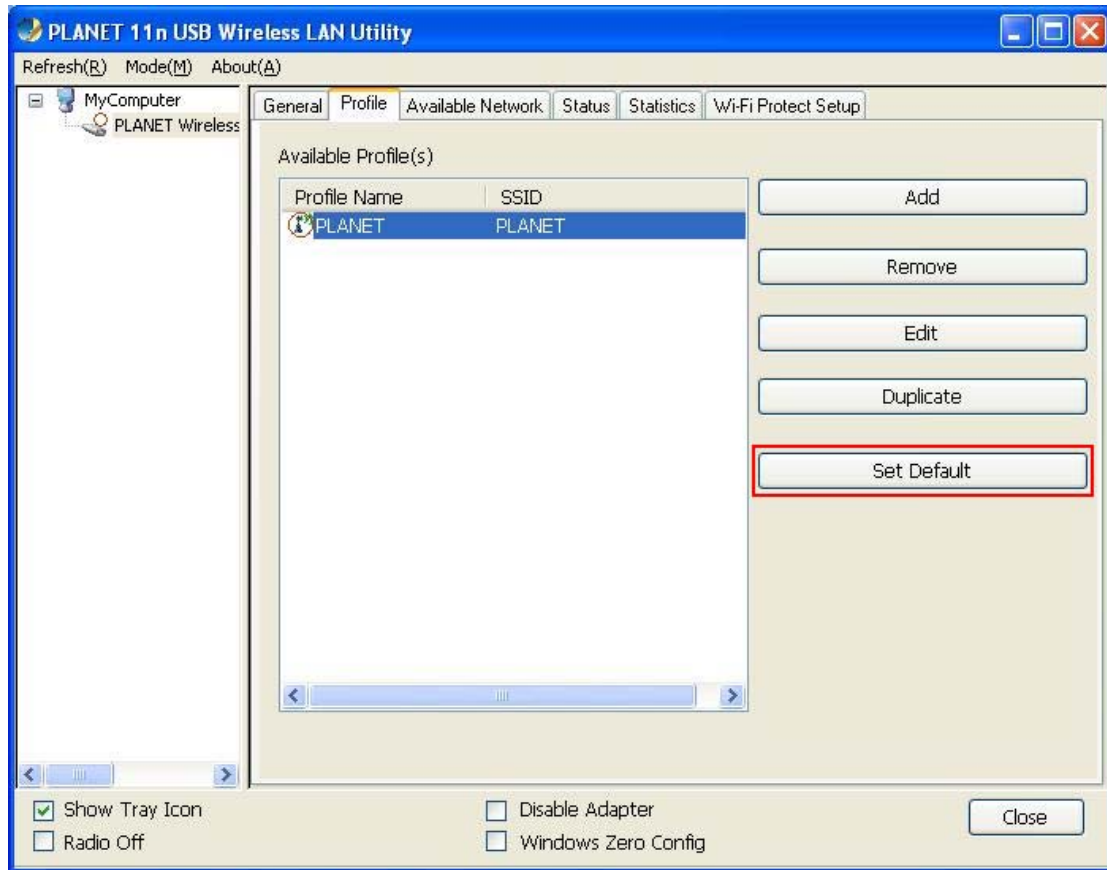 PLANET 11n USB Wireless LAN Utility
Refresh(R) Mode(M) About(A)
MyComputer
PLANET Wireless
General Profile Available Network Status Statistics Wi-Fi Protect Setup
Available Profile(s)
Profile Name SSID
PLANET PLANET
Add
Remove
Edit
Duplicate
Set Default
Show Tray Icon
Radio Off
Disable Adapter
Windows Zero Config
Close